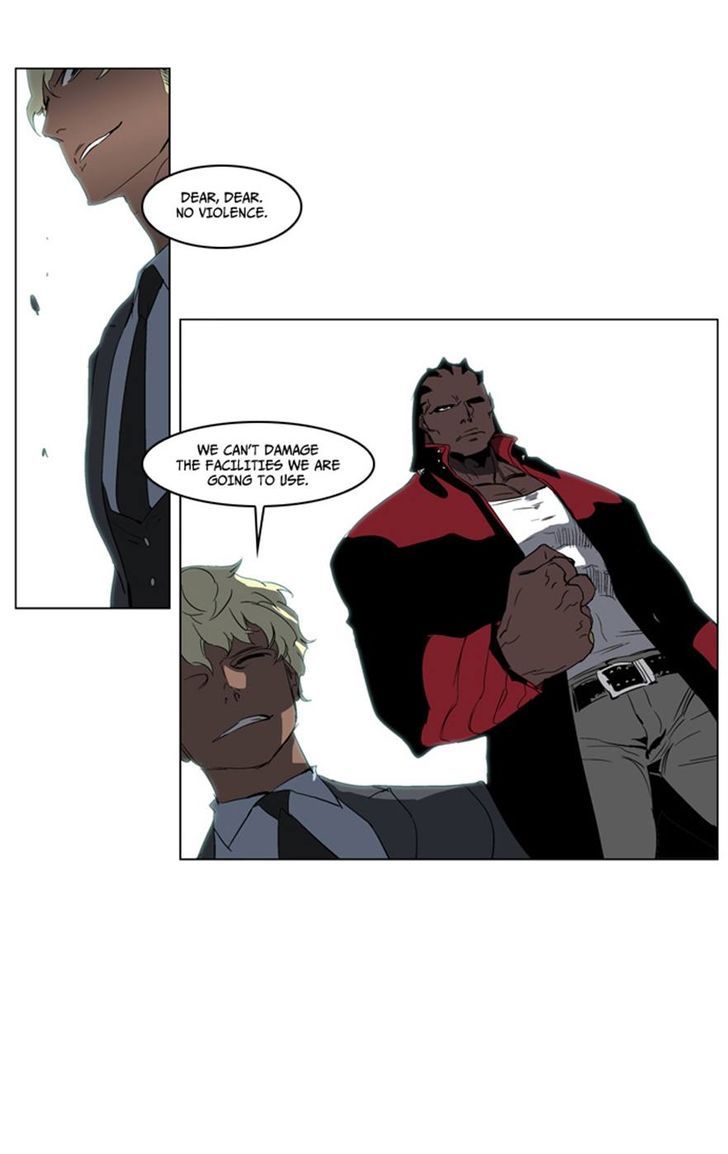 DEAR, DEAR.
NO VIOLENCE.
WE CAN'T DAMAGE
THE FACILITIES WE ARE
GOING TO USE.